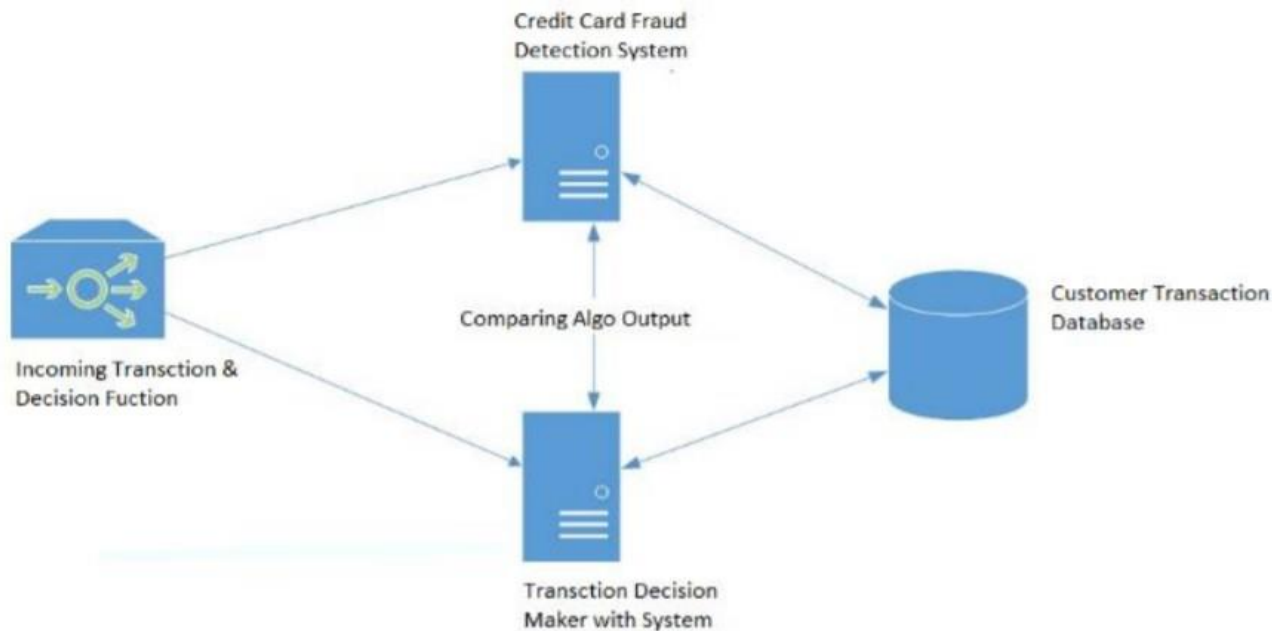 Credit Card Fraud
Detection System
Comparing Algo Output
Customer Transaction
Database
Incoming Transction &
Decision Fuction
Transction Decision
Maker with System